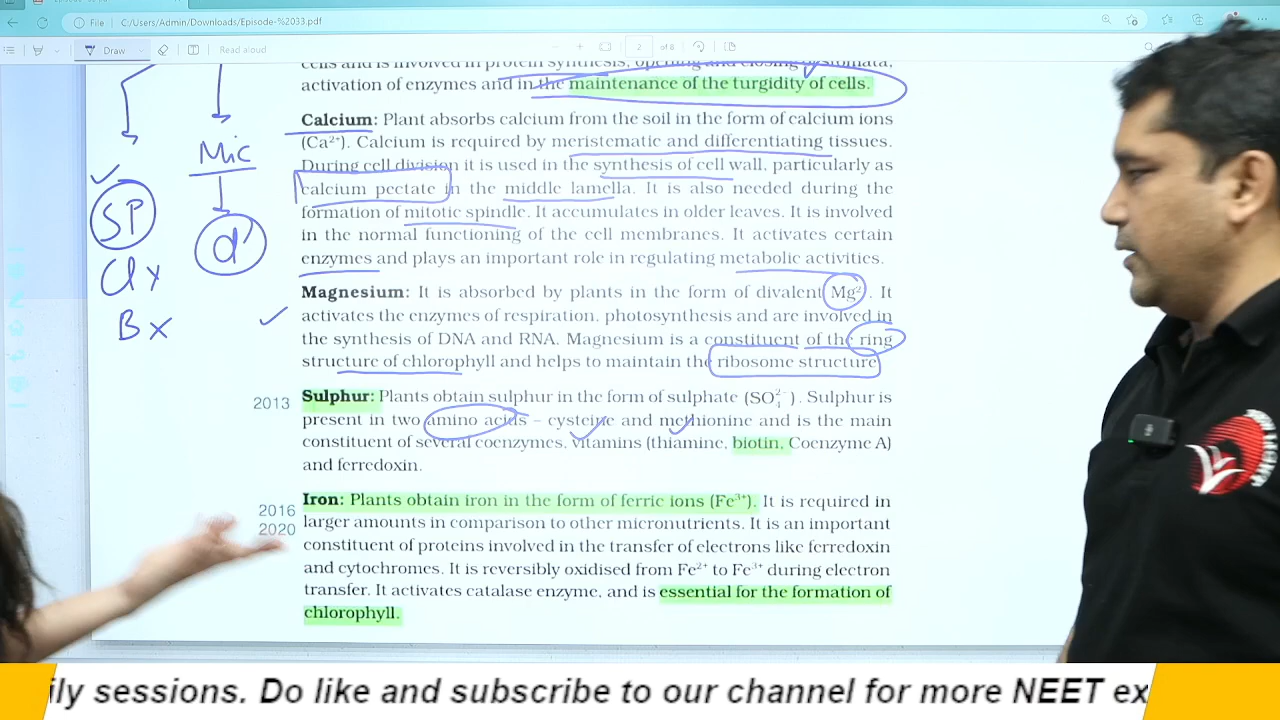 File | C:/Users/Admin/Downloads/Episode-%2033.pdf
Draw
Read aloud
2
of 8
cells and is involved in protein synthesis, opening and closing of stomata,
activation of enzymes and in the maintenance of the turgidity of cells.
Calcium: Plant absorbs calcium from the soil in the form of calcium ions
(Ca²⁺). Calcium is required by meristematic and differentiating tissues.
During cell division it is used in the synthesis of cell wall, particularly as
calcium pectate in the middle lamella. It is also needed during the
formation of mitotic spindle. It accumulates in older leaves. It is involved
in the normal functioning of the cell membranes. It activates certain
enzymes and plays an important role in regulating metabolic activities.
Magnesium: It is absorbed by plants in the form of divalent Mg². It
activates the enzymes of respiration, photosynthesis and are involved in
the synthesis of DNA and RNA. Magnesium is a constituent of the ring
structure of chlorophyll and helps to maintain the ribosome structure
2013
Sulphur: Plants obtain sulphur in the form of sulphate (SO₄²⁻). Sulphur is
present in two amino acids – cysteine and methionine and is the main
constituent of several coenzymes, vitamins (thiamine, biotin, Coenzyme A)
and ferredoxin.
2016
2020
Iron: Plants obtain iron in the form of ferric ions (Fe³⁺). It is required in
larger amounts in comparison to other micronutrients. It is an important
constituent of proteins involved in the transfer of electrons like ferredoxin
and cytochromes. It is reversibly oxidised from Fe²⁺ to Fe³⁺ during electron
transfer. It activates catalase enzyme, and is essential for the formation of
chlorophyll.
Mic
SP
d'
Cl x
B x
ily sessions. Do like and subscribe to our channel for more NEET ex